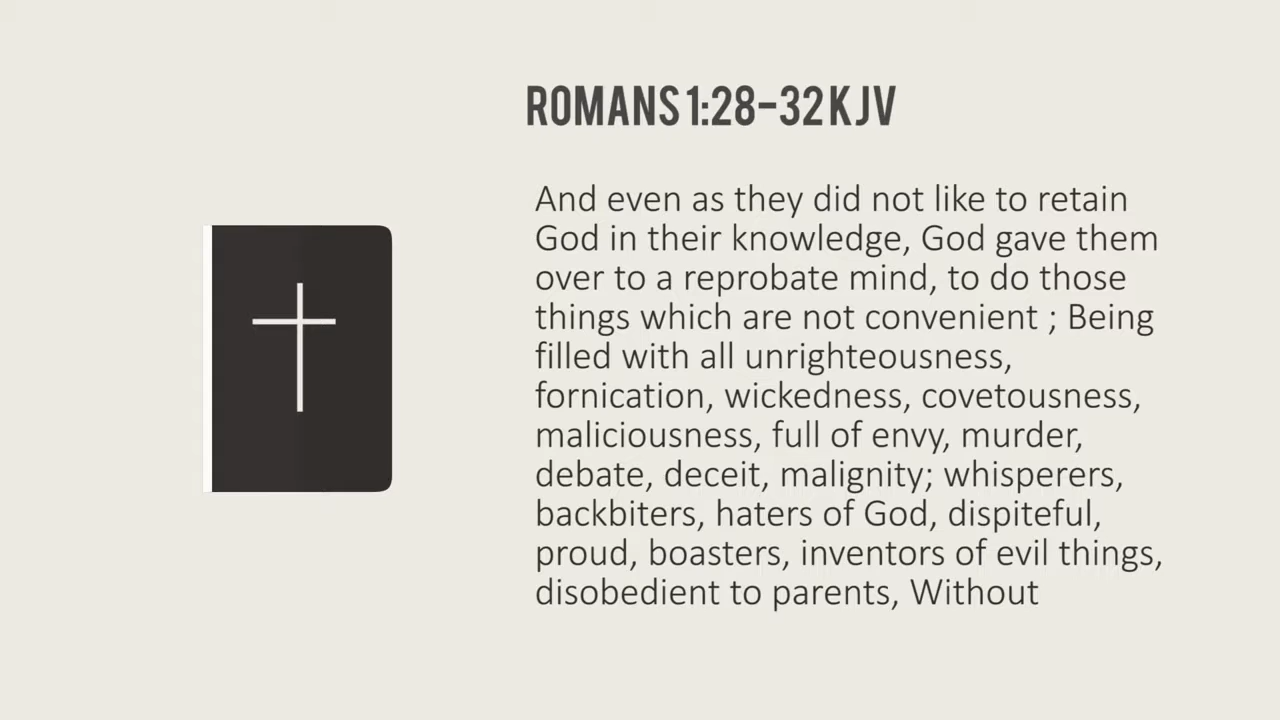 ROMANS 1:28-32 KJV
And even as they did not like to retain
God in their knowledge, God gave them
over to a reprobate mind, to do those
things which are not convenient ; Being
filled with all unrighteousness,
fornication, wickedness, covetousness,
maliciousness, full of envy, murder,
debate, deceit, malignity; whisperers,
backbiters, haters of God, dispiteful,
proud, boasters, inventors of evil things,
disobedient to parents, Without